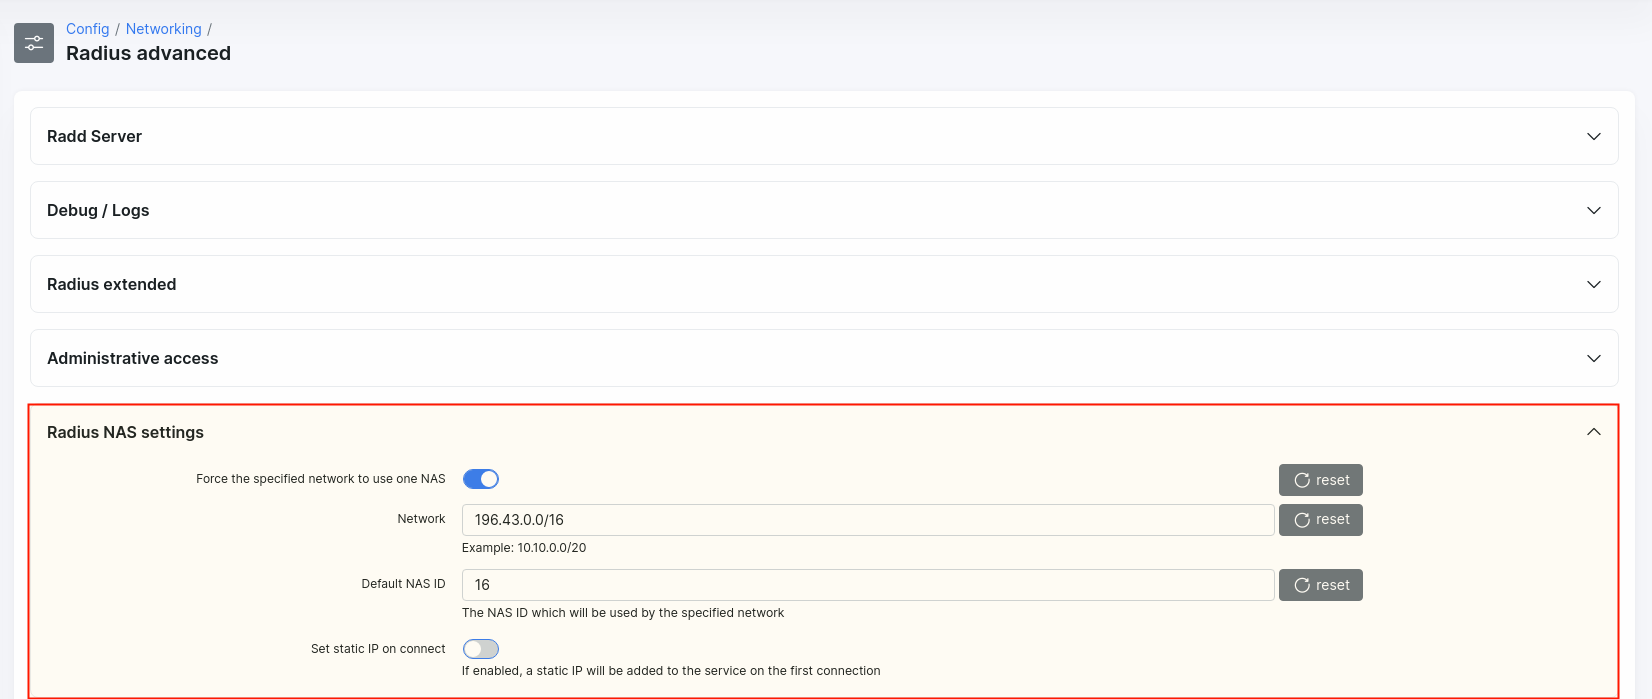 Config / Networking /
Radius advanced
Radd Server
Debug / Logs
Radius extended
Administrative access
Radius NAS settings
Force the specified network to use one NAS reset
Network 196.43.0.0/16 reset
Example: 10.10.0.0/20
Default NAS ID 16 reset
The NAS ID which will be used by the specified network
Set static IP on connect
If enabled, a static IP will be added to the service on the first connection